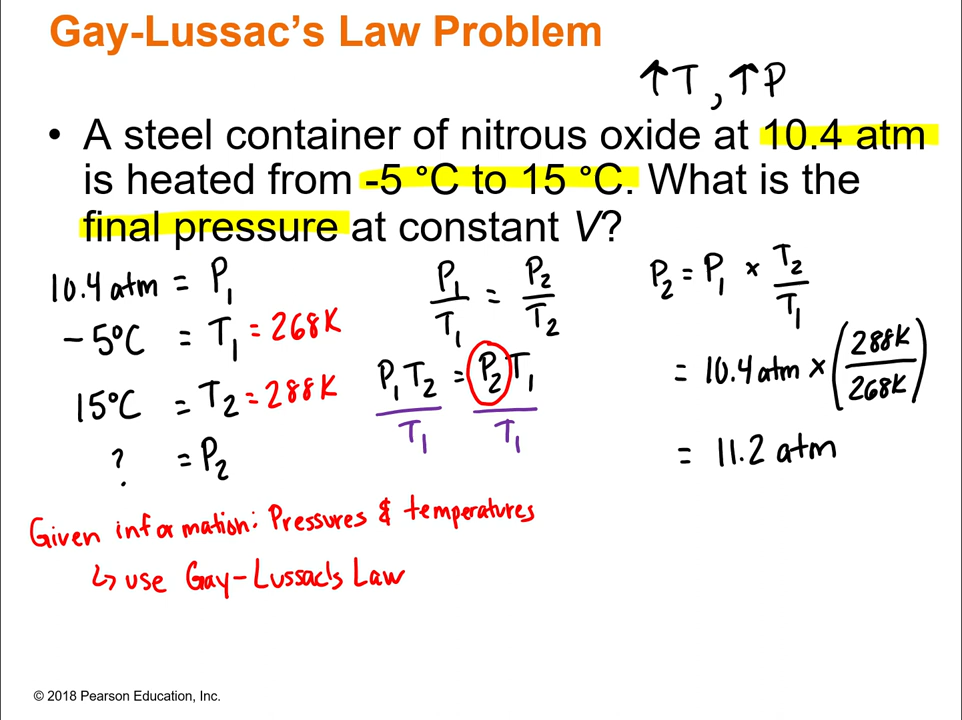 Gay-Lussac's Law Problem
↑T, ↑P
• A steel container of nitrous oxide at 10.4 atm
is heated from -5 °C to 15 °C. What is the
final pressure at constant V?
10.4 atm = P₁
-5°C = T₁ = 268K
15°C = T₂ = 288K
? = P₂
P₁/T₁ = P₂/T₂
P₁T₂/T₁ = P₂T₁/T₁
P₂ = P₁ × T₂/T₁
= 10.4 atm × (288K/268K)
= 11.2 atm
Given information: Pressures & temperatures
↳ use Gay-Lussac's Law
© 2018 Pearson Education, Inc.